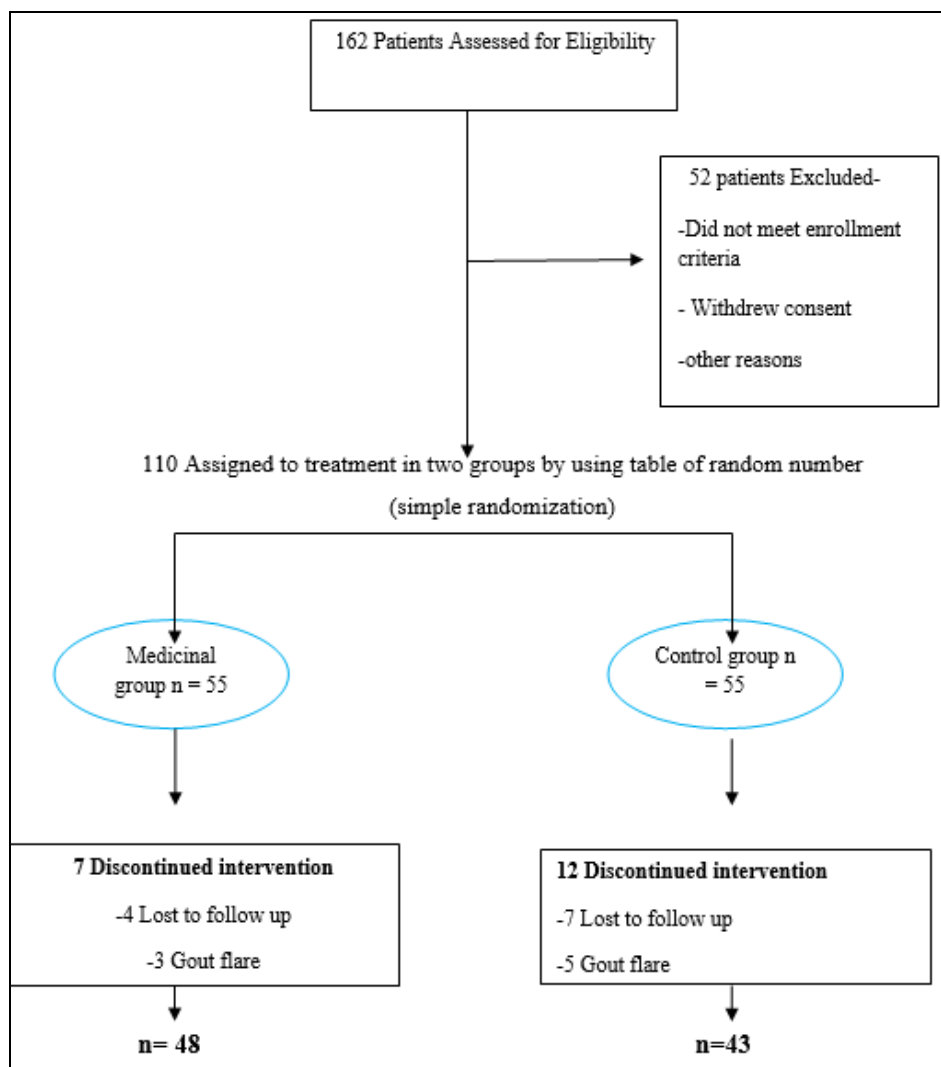 162 Patients Assessed for Eligibility
52 patients Excluded-
-Did not meet enrollment
criteria
- Withdrew consent
-other reasons
110 Assigned to treatment in two groups by using table of random number
(simple randomization)
Medicinal
group n = 55
Control group n
= 55
7 Discontinued intervention
-4 Lost to follow up
-3 Gout flare
12 Discontinued intervention
-7 Lost to follow up
-5 Gout flare
n= 48
n=43